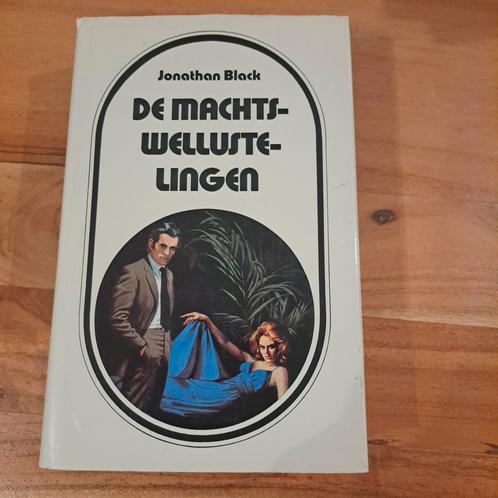 Jonathan Black
DE MACHTS-
WELLUSTE-
LINGEN